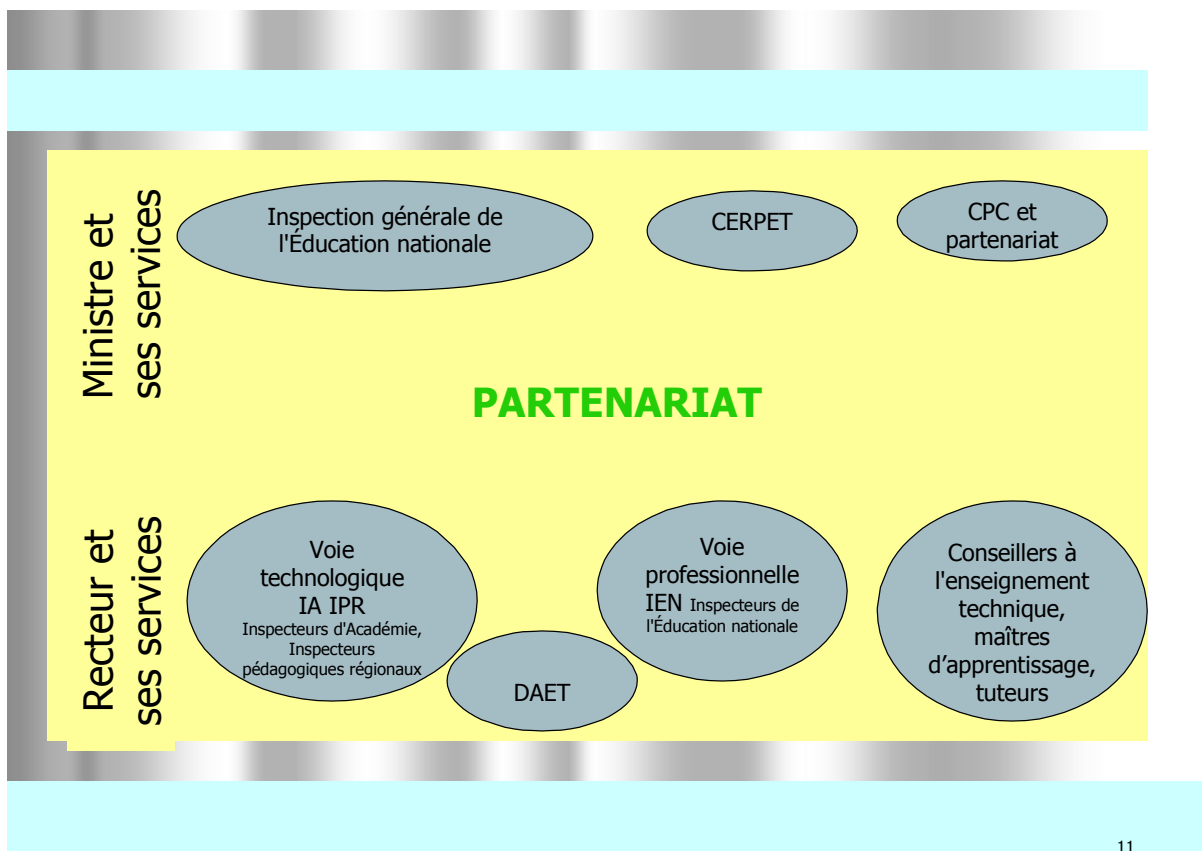 Ministre et
ses services
Inspection générale de
l'Éducation nationale
CERPET
CPC et
partenariat
PARTENARIAT
Recteur et
ses services
Voie
technologique
IA IPR
Inspecteurs d'Académie,
Inspecteurs
pédagogiques régionaux
DAET
Voie
professionnelle
IEN Inspecteurs de
l'Éducation nationale
Conseillers à
l'enseignement
technique,
maîtres
d’apprentissage,
tuteurs
11